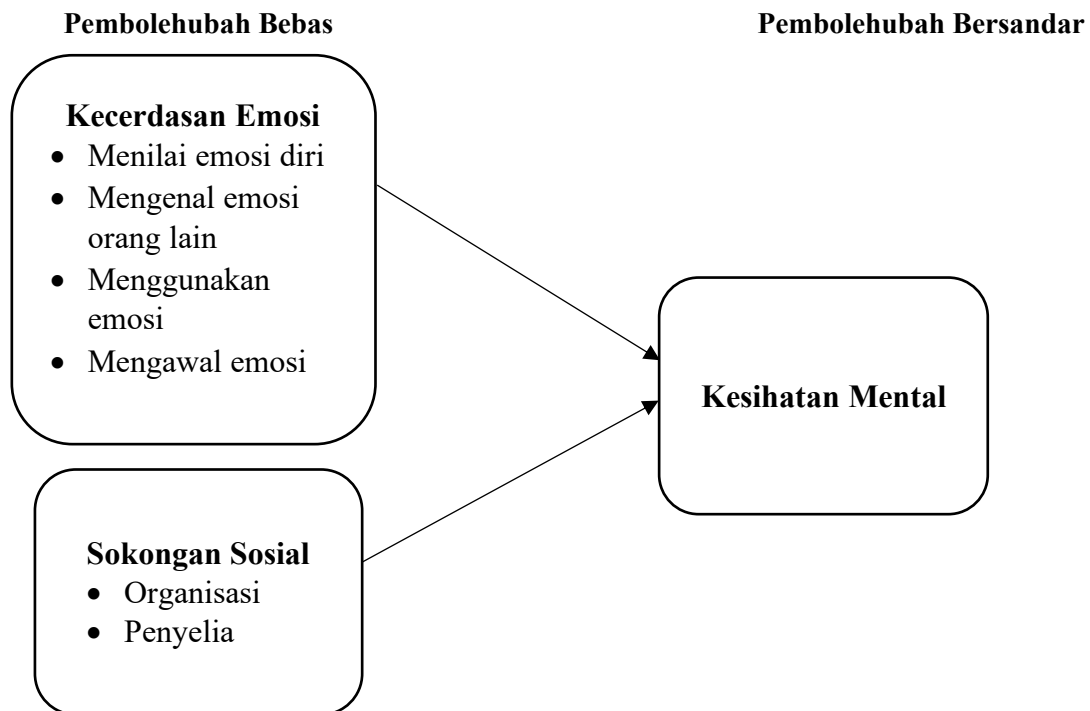 Pembolehubah Bebas
Pembolehubah Bersandar
Kecerdasan Emosi
• Menilai emosi diri
• Mengenal emosi
orang lain
• Menggunakan
emosi
• Mengawal emosi
Kesihatan Mental
Sokongan Sosial
• Organisasi
• Penyelia